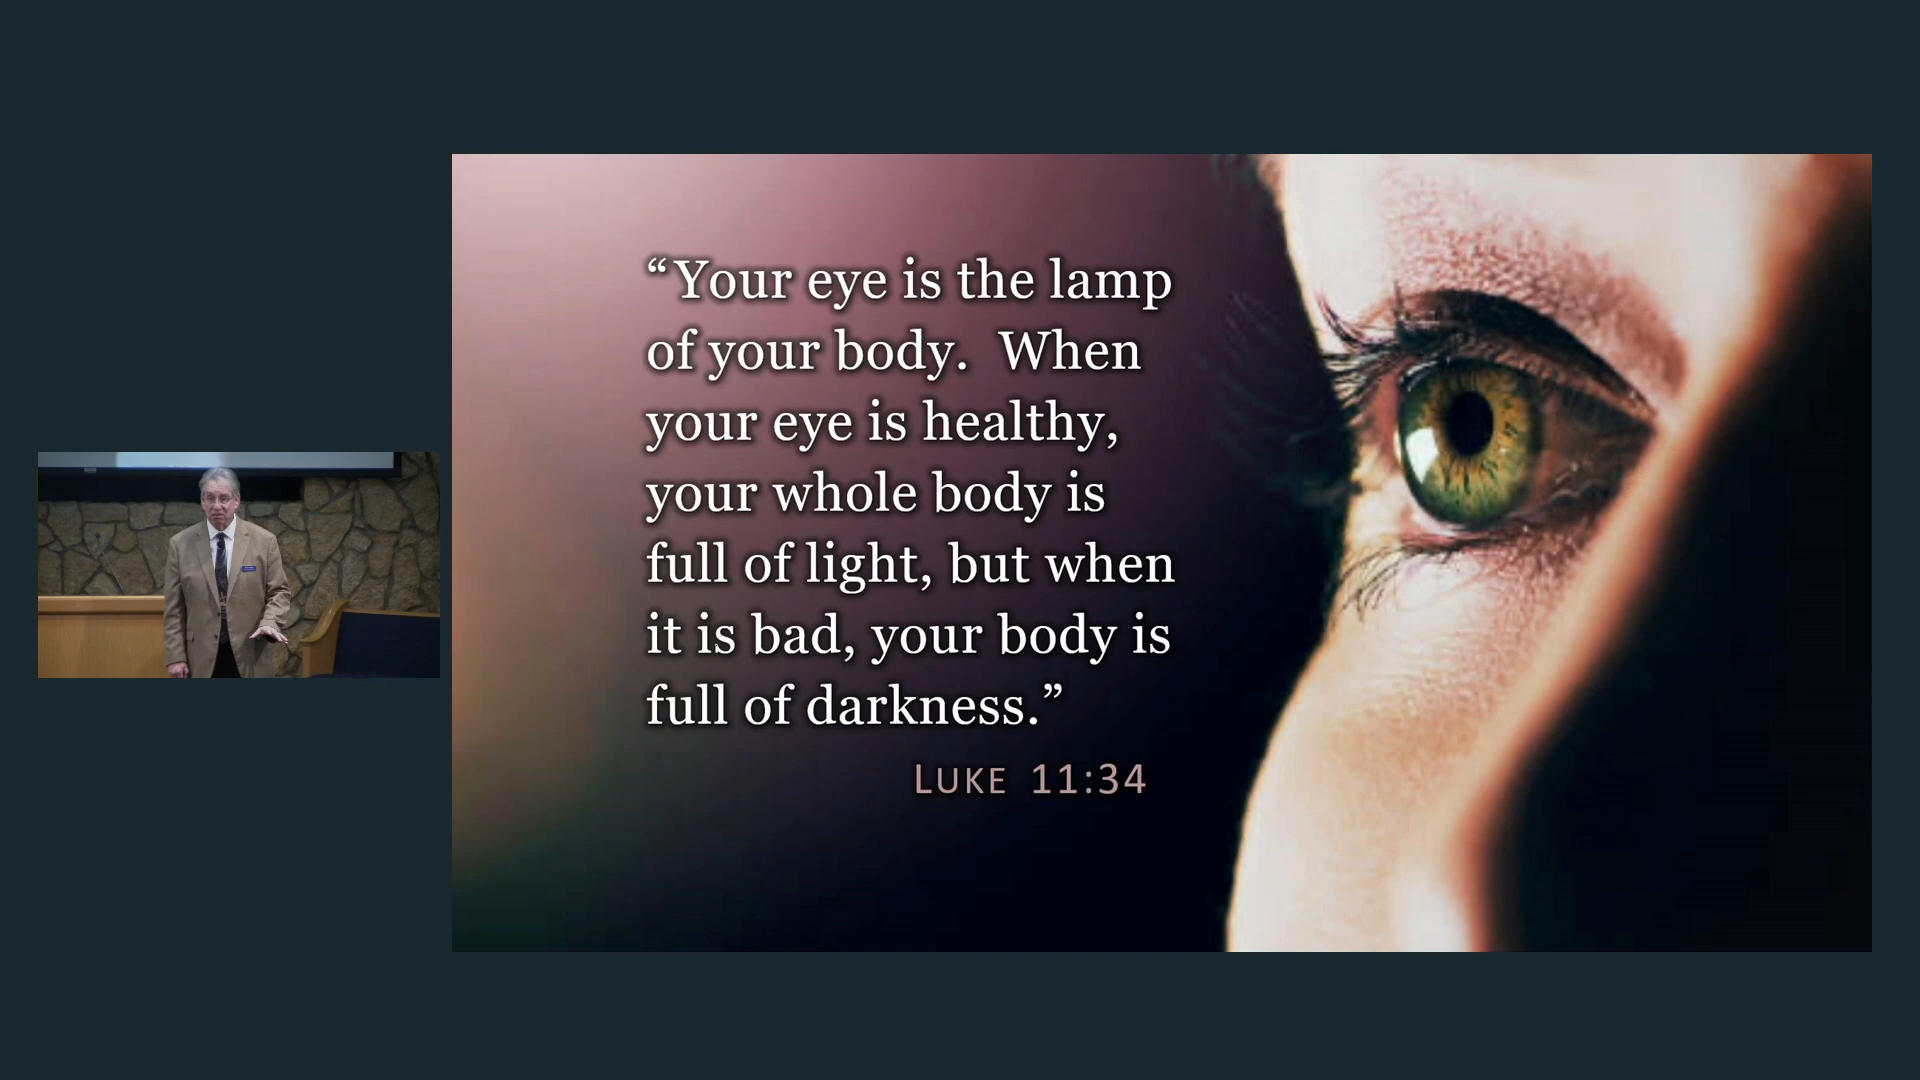 “Your eye is the lamp
of your body.  When
your eye is healthy,
your whole body is
full of light, but when
it is bad, your body is
full of darkness.”
LUKE 11:34